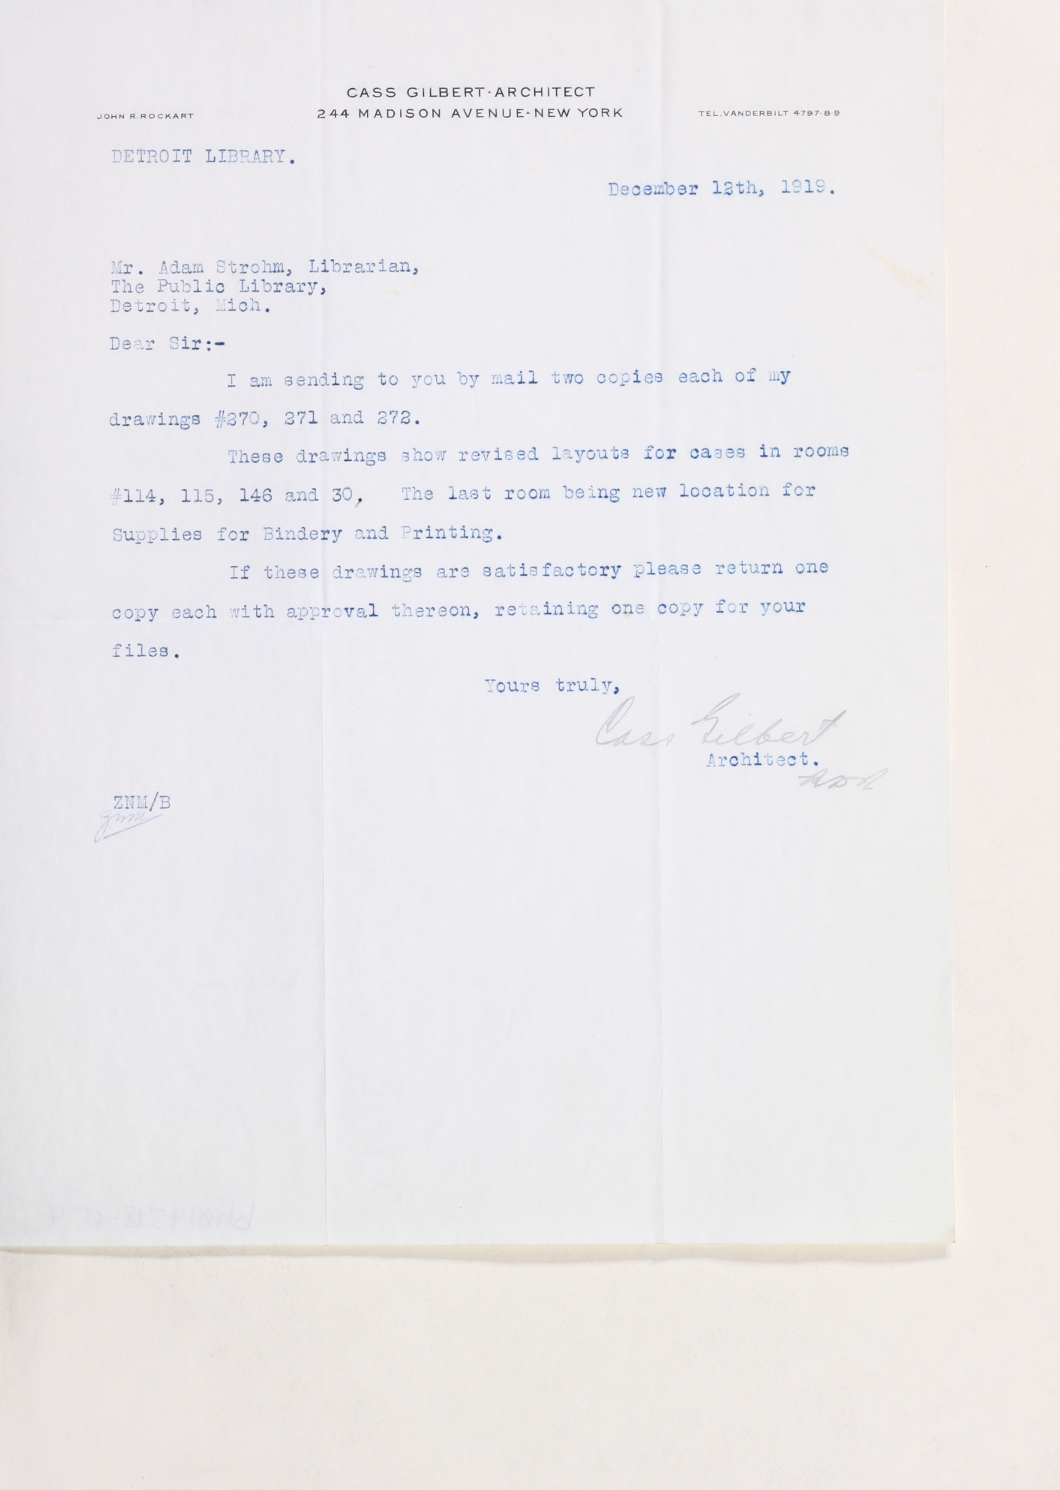 CASS GILBERT·ARCHITECT
JOHN R. ROCKART
244 MADISON AVENUE·NEW YORK
TEL. VANDERBILT 4797-8-9
DETROIT LIBRARY.
December 13th, 1919.
Mr. Adam Strohm, Librarian,
The Public Library,
Detroit, Mich.
Dear Sir:-
I am sending to you by mail two copies each of my
drawings #270, 271 and 272.
These drawings show revised layouts for cases in rooms
#114, 115, 146 and 30, The last room being new location for
Supplies for Bindery and Printing.
If these drawings are satisfactory please return one
copy each with approval thereon, retaining one copy for your
files.
Yours truly,
Cass Gilbert
Architect.
ZNM/B